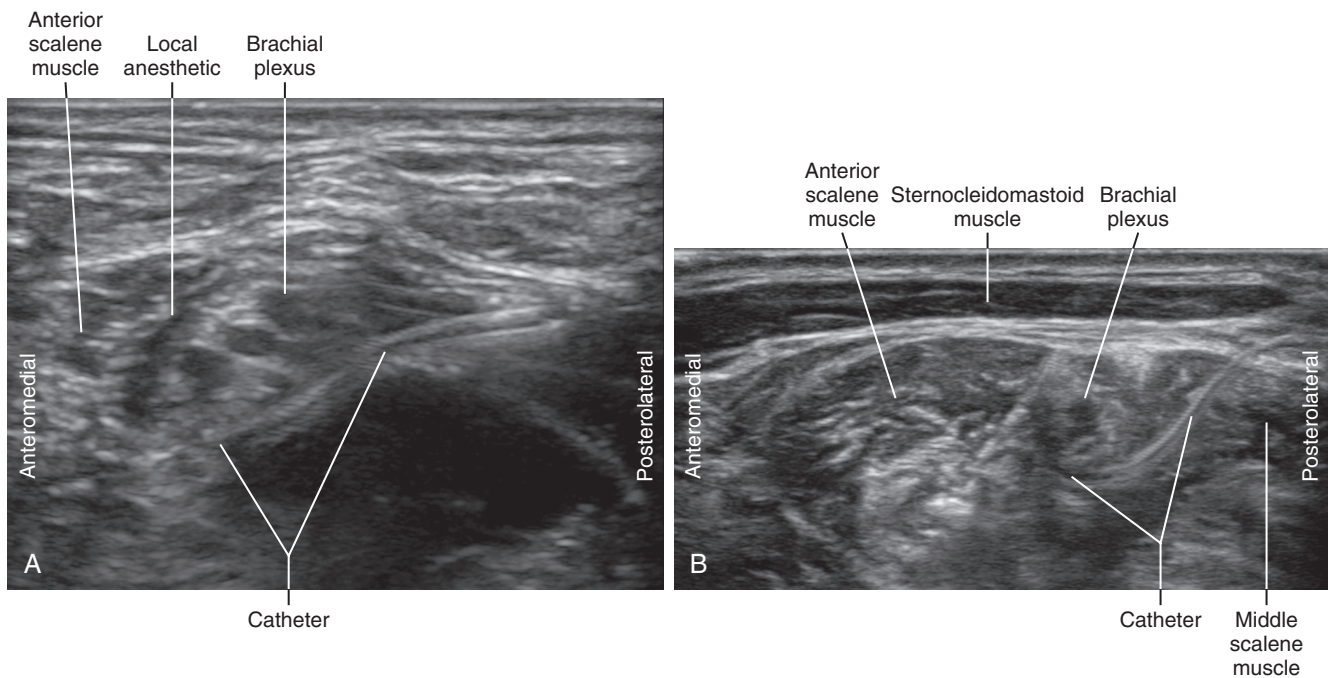 Anterior
scalene
muscle
Local
anesthetic
Brachial
plexus
Anteromedial
Posterolateral
A
Catheter
Anterior
scalene
muscle
Sternocleidomastoid
muscle
Brachial
plexus
Anteromedial
Posterolateral
B
Catheter
Middle
scalene
muscle